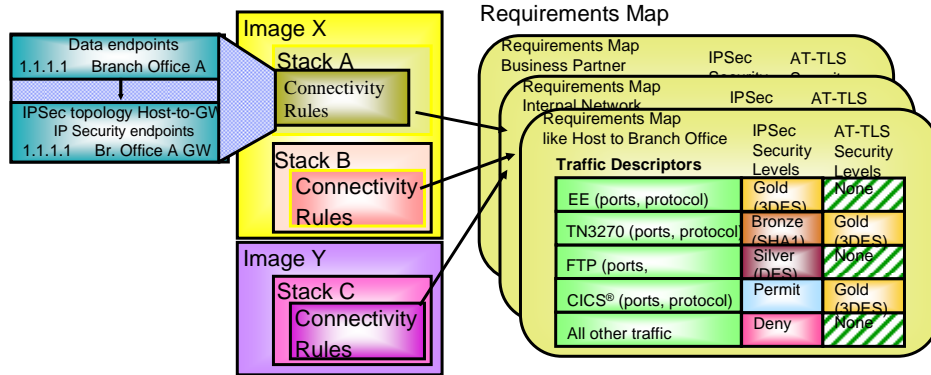 Data endpoints
1.1.1.1 Branch Office A
IPSec topology Host-to-GW
IP Security endpoints
1.1.1.1 Br. Office A GW
Image X
Stack A
Connectivity
Rules
Stack B
Connectivity
Rules
Image Y
Stack C
Connectivity
Rules
Requirements Map
Requirements Map
Business Partner
IPSec
AT-TLS
Requirements Map
Internal Network
IPSec
AT-TLS
Requirements Map
like Host to Branch Office
IPSec
Security
Levels
AT-TLS
Security
Levels
Traffic Descriptors
EE (ports, protocol)
Gold
(3DES)
None
TN3270 (ports, protocol)
Bronze
(SHA1)
Gold
(3DES)
FTP (ports,
Silver
(DES)
None
CICS® (ports, protocol)
Permit
Gold
(3DES)
All other traffic
Deny
None